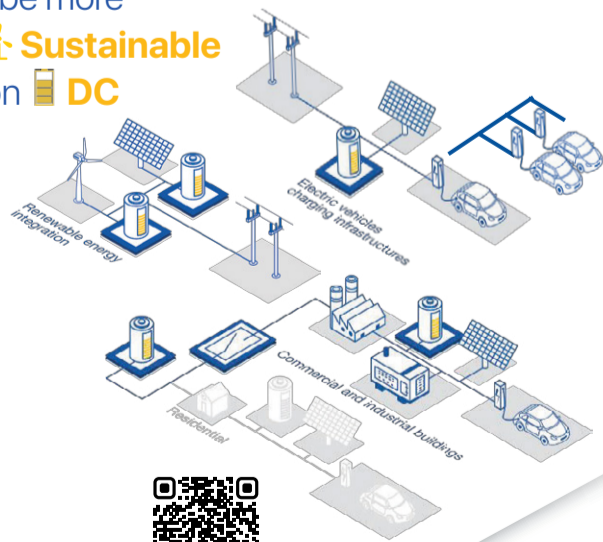 be more
Sustainable
on DC
Electric vehicles
charging infrastructures
Renewable energy
integration
Commercial and industrial buildings
Residential